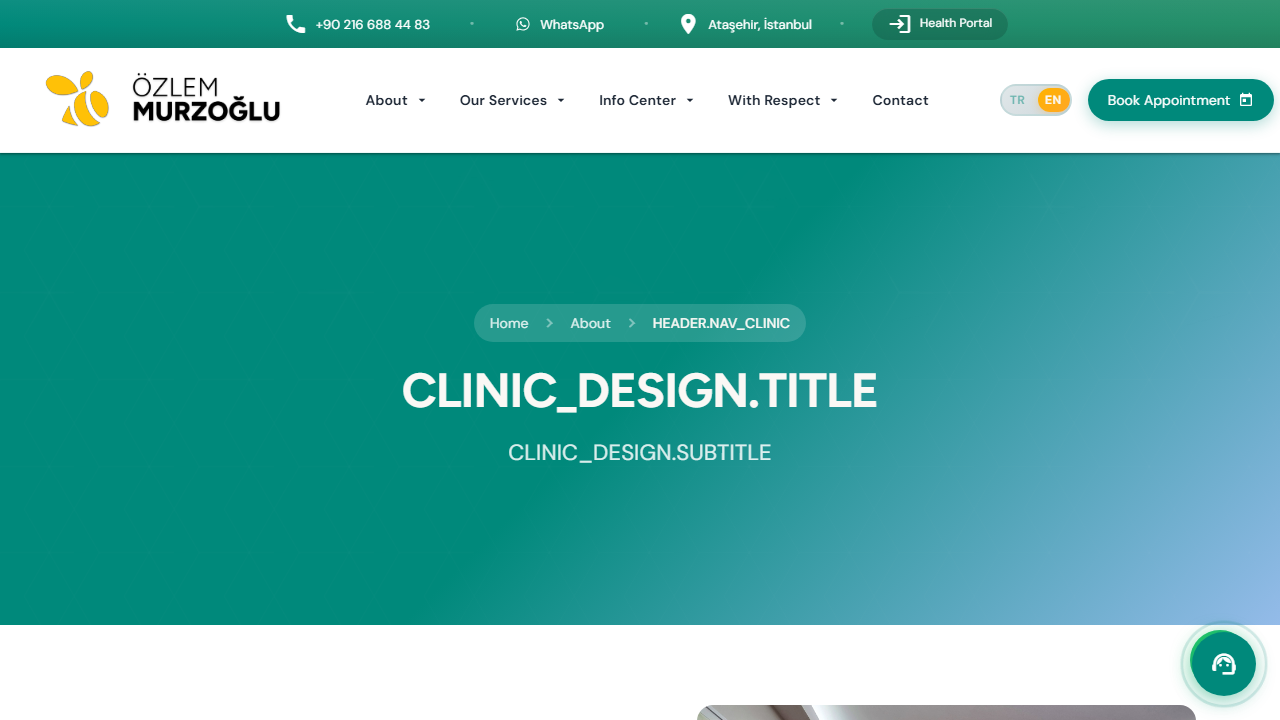 +90 216 688 44 83
WhatsApp
Ataşehir, İstanbul
Health Portal
ÖZLEM
MURZOĞLU
About
Our Services
Info Center
With Respect
Contact
TR
EN
Book Appointment
Home
About
HEADER.NAV_CLINIC
CLINIC_DESIGN.TITLE
CLINIC_DESIGN.SUBTITLE